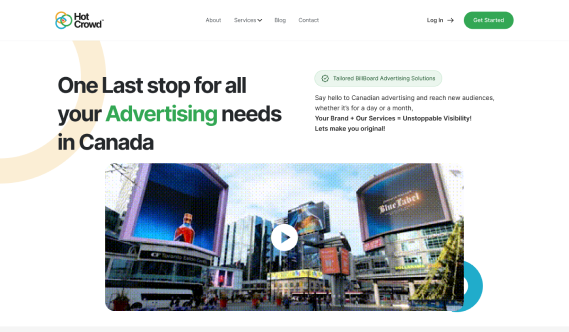 Hot
Crowd
About
Services
Blog
Contact
Log in
Get Started
One Last stop for all
your Advertising needs
in Canada
Tailored BillBoard Advertising Solutions
Say hello to Canadian advertising and reach new audiences,
whether it's for a day or a month,
Your Brand + Our Services = Unstoppable Visibility!
Lets make you original!
Blue Label